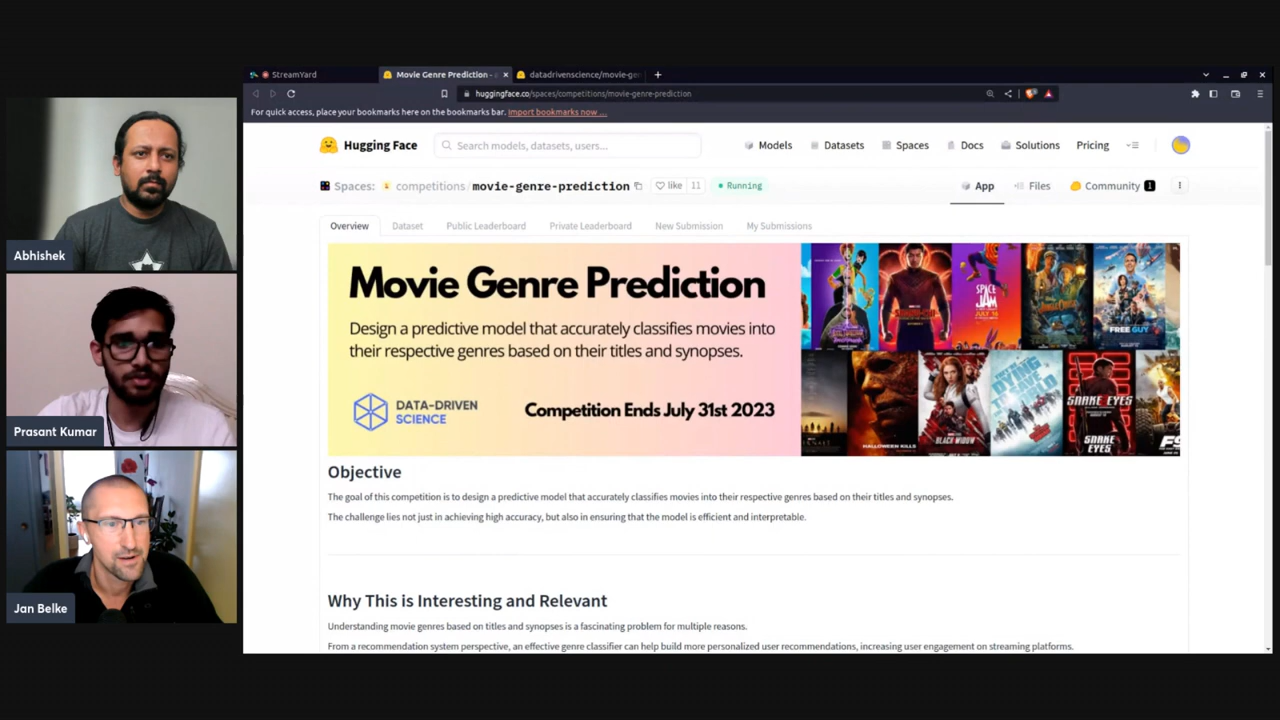 Abhishek
Prasant Kumar
Jan Belke
StreamYard
Movie Genre Prediction - a
datadrivenscience/movie-ge
huggingface.co/spaces/competitions/movie-genre-prediction
For quick access, place your bookmarks here on the bookmarks bar. Import bookmarks now ...
Hugging Face
Search models, datasets, users...
Models
Datasets
Spaces
Docs
Solutions
Pricing
Spaces:
competitions/movie-genre-prediction
like 11
Running
App
Files
Community 1
Overview
Dataset
Public Leaderboard
Private Leaderboard
New Submission
My Submissions
Movie Genre Prediction
Design a predictive model that accurately classifies movies into
their respective genres based on their titles and synopses.
DATA-DRIVEN
SCIENCE
Competition Ends July 31st 2023
SPACE
JAM
FREE GUY
HALLOWEEN KILLS
BLACK WIDOW
SNAKE EYES
SNAKE
EYES
Objective
The goal of this competition is to design a predictive model that accurately classifies movies into their respective genres based on their titles and synopses.
The challenge lies not just in achieving high accuracy, but also in ensuring that the model is efficient and interpretable.
Why This is Interesting and Relevant
Understanding movie genres based on titles and synopses is a fascinating problem for multiple reasons.
From a recommendation system perspective, an effective genre classifier can help build more personalized user recommendations, increasing user engagement on streaming platforms.